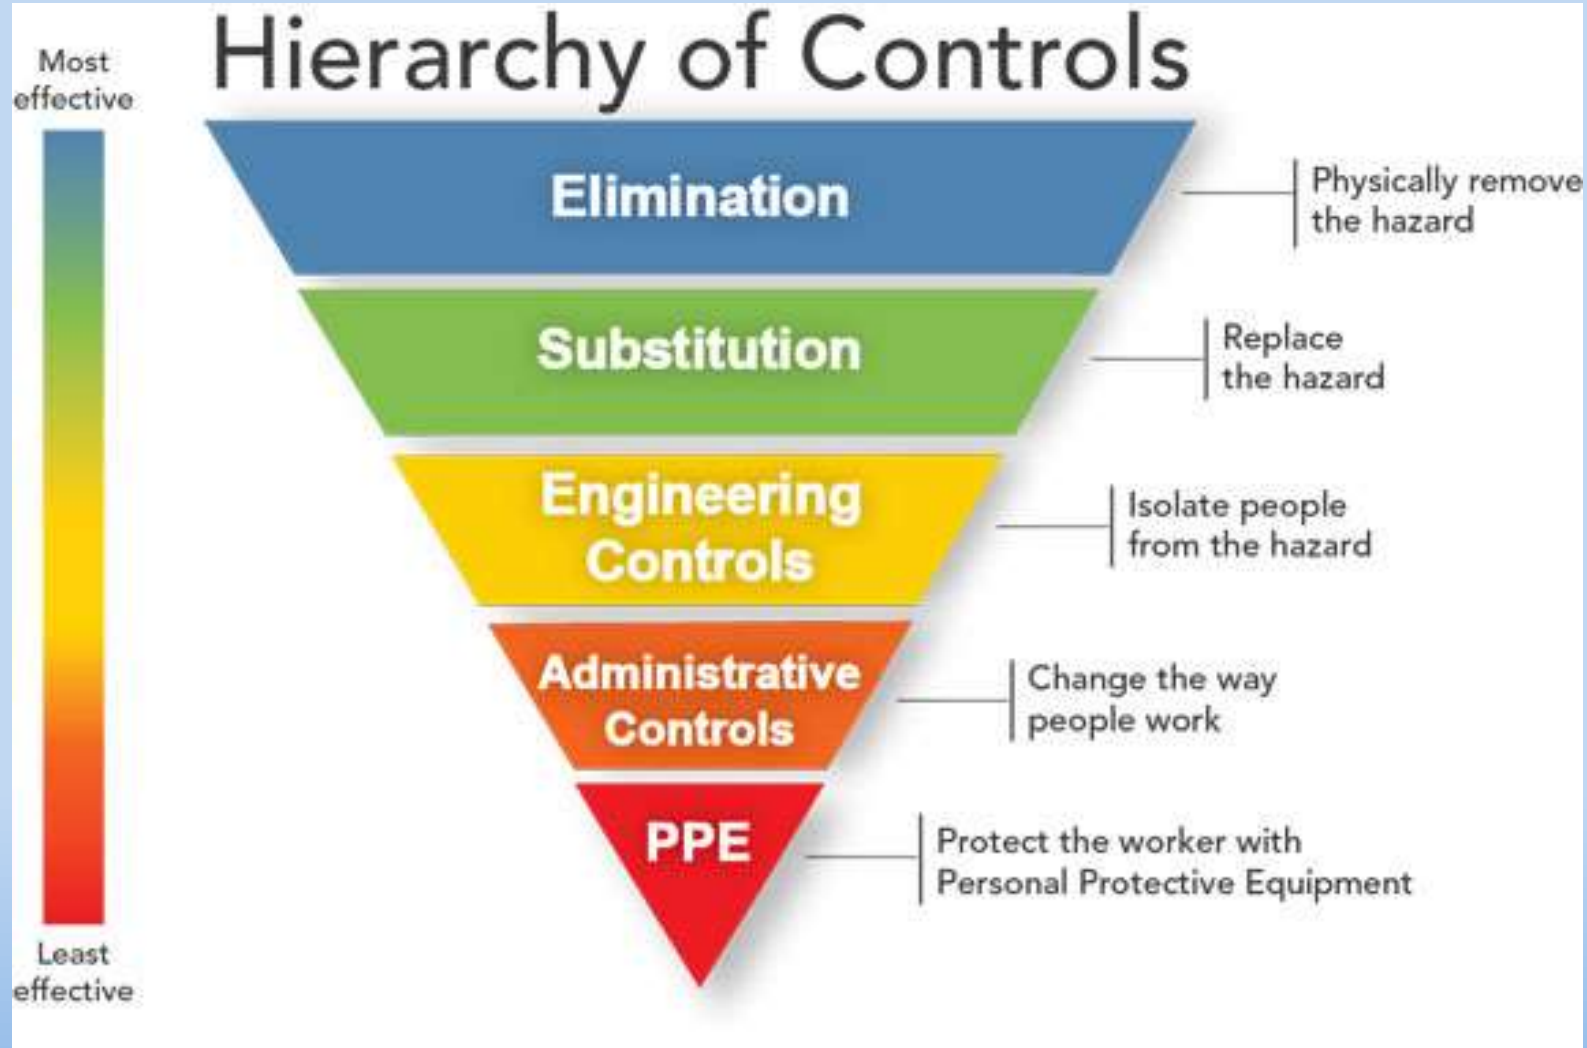 Hierarchy of Controls
Most
effective
Elimination
Physically remove
the hazard
Substitution
Replace
the hazard
Engineering
Controls
Isolate people
from the hazard
Administrative
Controls
Change the way
people work
PPE
Protect the worker with
Personal Protective Equipment
Least
effective